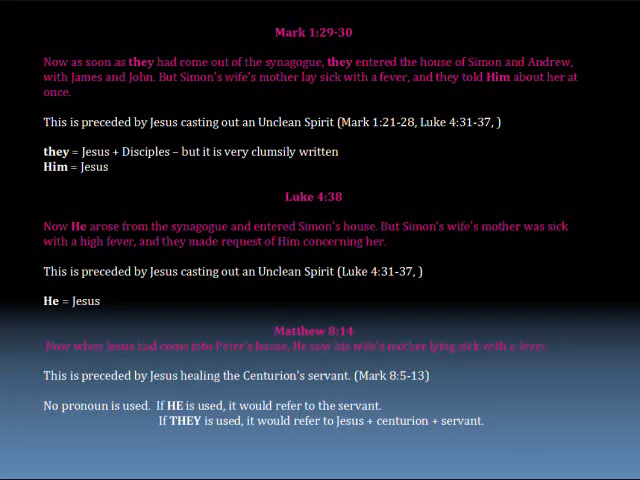 Mark 1:29-30
Now as soon as they had come out of the synagogue, they entered the house of Simon and Andrew,
with James and John. But Simon's wife's mother lay sick with a fever, and they told Him about her at
once.
This is preceded by Jesus casting out an Unclean Spirit (Mark 1:21-28, Luke 4:31-37, )
they = Jesus + Disciples – but it is very clumsily written
Him = Jesus
Luke 4:38
Now He arose from the synagogue and entered Simon's house. But Simon's wife's mother was sick
with a high fever, and they made request of Him concerning her.
This is preceded by Jesus casting out an Unclean Spirit (Luke 4:31-37, )
He = Jesus
Matthew 8:14
Now when Jesus had come into Peter's house, He saw his wife's mother lying sick with a fever.
This is preceded by Jesus healing the Centurion's servant. (Mark 8:5-13)
No pronoun is used. If HE is used, it would refer to the servant.
If THEY is used, it would refer to Jesus + centurion + servant.